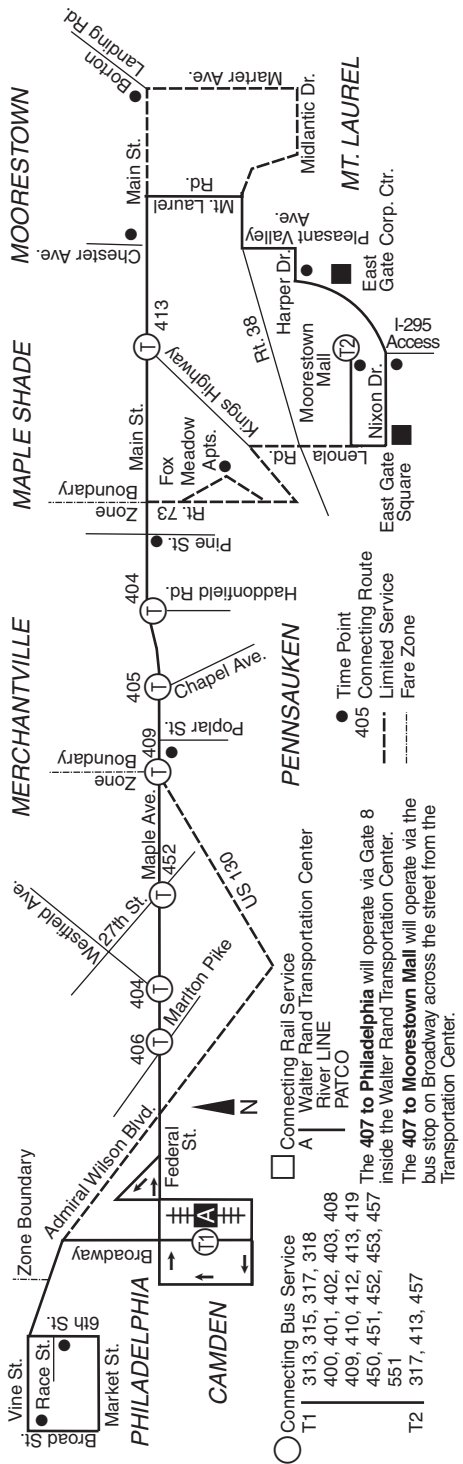 MOORESTOWN
MAPLE SHADE
MERCHANTVILLE
Borton
Landing Rd.
Marter Ave.
Main St.
Midlantic Dr.
MT. LAUREL
Mt. Laurel
Rd.
Chester Ave.
Pleasant Valley
Ave.
Harper Dr.
East
Gate Corp. Ctr.
413
Rt. 38
Kings Highway
Moorestown
Mall
T2
I-295
Access
Nixon Dr.
Lenola
Rd.
East Gate
Square
Main St.
Fox
Meadow
Apts.
Rt. 73
Zone
Boundary
Pine St.
T
404
T
Haddonfield Rd.
405
T
Chapel Ave.
PENNSAUKEN
409
T
Poplar St.
Zone
Boundary
Maple Ave.
452
T
27th St.
Westfield Ave.
US 130
404
T
406
T
Marlton Pike
Admiral Wilson Blvd.
N
Federal
St.
A
T1
Broadway
Zone Boundary
PHILADELPHIA
CAMDEN
Vine St.
Race St.
6th St.
Market St.
Broad St.
Connecting Bus Service
T1 313, 315, 317, 318
400, 401, 402, 403, 408
409, 410, 412, 413, 419
450, 451, 452, 453, 457
551
T2 317, 413, 457
Connecting Rail Service
A Walter Rand Transportation Center
River LINE
PATCO
The 407 to Philadelphia will operate via Gate 8
inside the Walter Rand Transportation Center.
The 407 to Moorestown Mall will operate via the
bus stop on Broadway across the street from the
Transportation Center.
Time Point
405 Connecting Route
Limited Service
Fare Zone